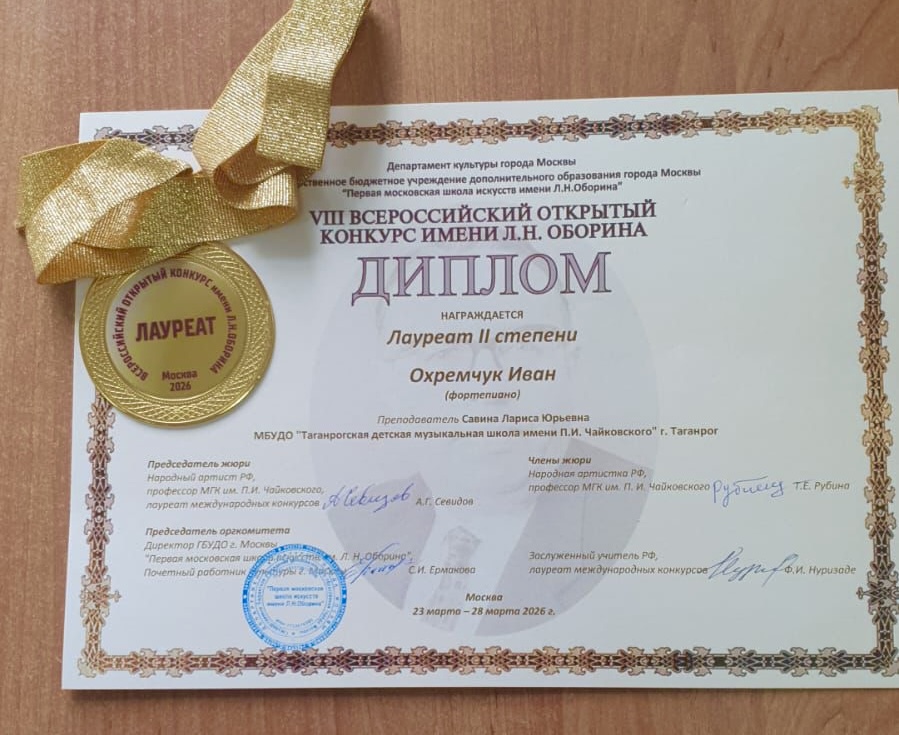 Департамент культуры города Москвы
бюджетное учреждение дополнительного образования города Москвы
"Первая московская школа искусств имени Л.Н.Оборина"
VIII ВСЕРОССИЙСКИЙ ОТКРЫТЫЙ
КОНКУРС ИМЕНИ Л.Н. ОБОРИНА
ДИПЛОМ
НАГРАЖДАЕТСЯ
Лауреат II степени
Охремчук Иван
(фортепиано)
Преподаватель Савина Лариса Юрьевна
МБУДО "Таганрогская детская музыкальная школа имени П.И. Чайковского" г. Таганрог
Председатель жюри
Народный артист РФ,
профессор МГК им. П.И. Чайковского,
лауреат международных конкурсов А.Г. Севидов
Члены жюри
Народная артистка РФ,
профессор МГК им. П. И. Чайковского Т.Е. Рубина
Председатель оргкомитета
Директор ГБУДО г. Москвы
"Первая московская Л. Н. Оборина",
Почетный работник г. С.И. Ермакова
Заслуженный учитель РФ,
лауреат международных конкурсов Ф.И. Нуризаде
Москва
23 марта – 28 марта 2026 г.
ВСЕРОССИЙСКИЙ ОТКРЫТЫЙ КОНКУРС имени Л.Н.ОБОРИНА
ЛАУРЕАТ
Москва
2026
"Первая московская
школа искусств
имени Л.Н.Оборина"